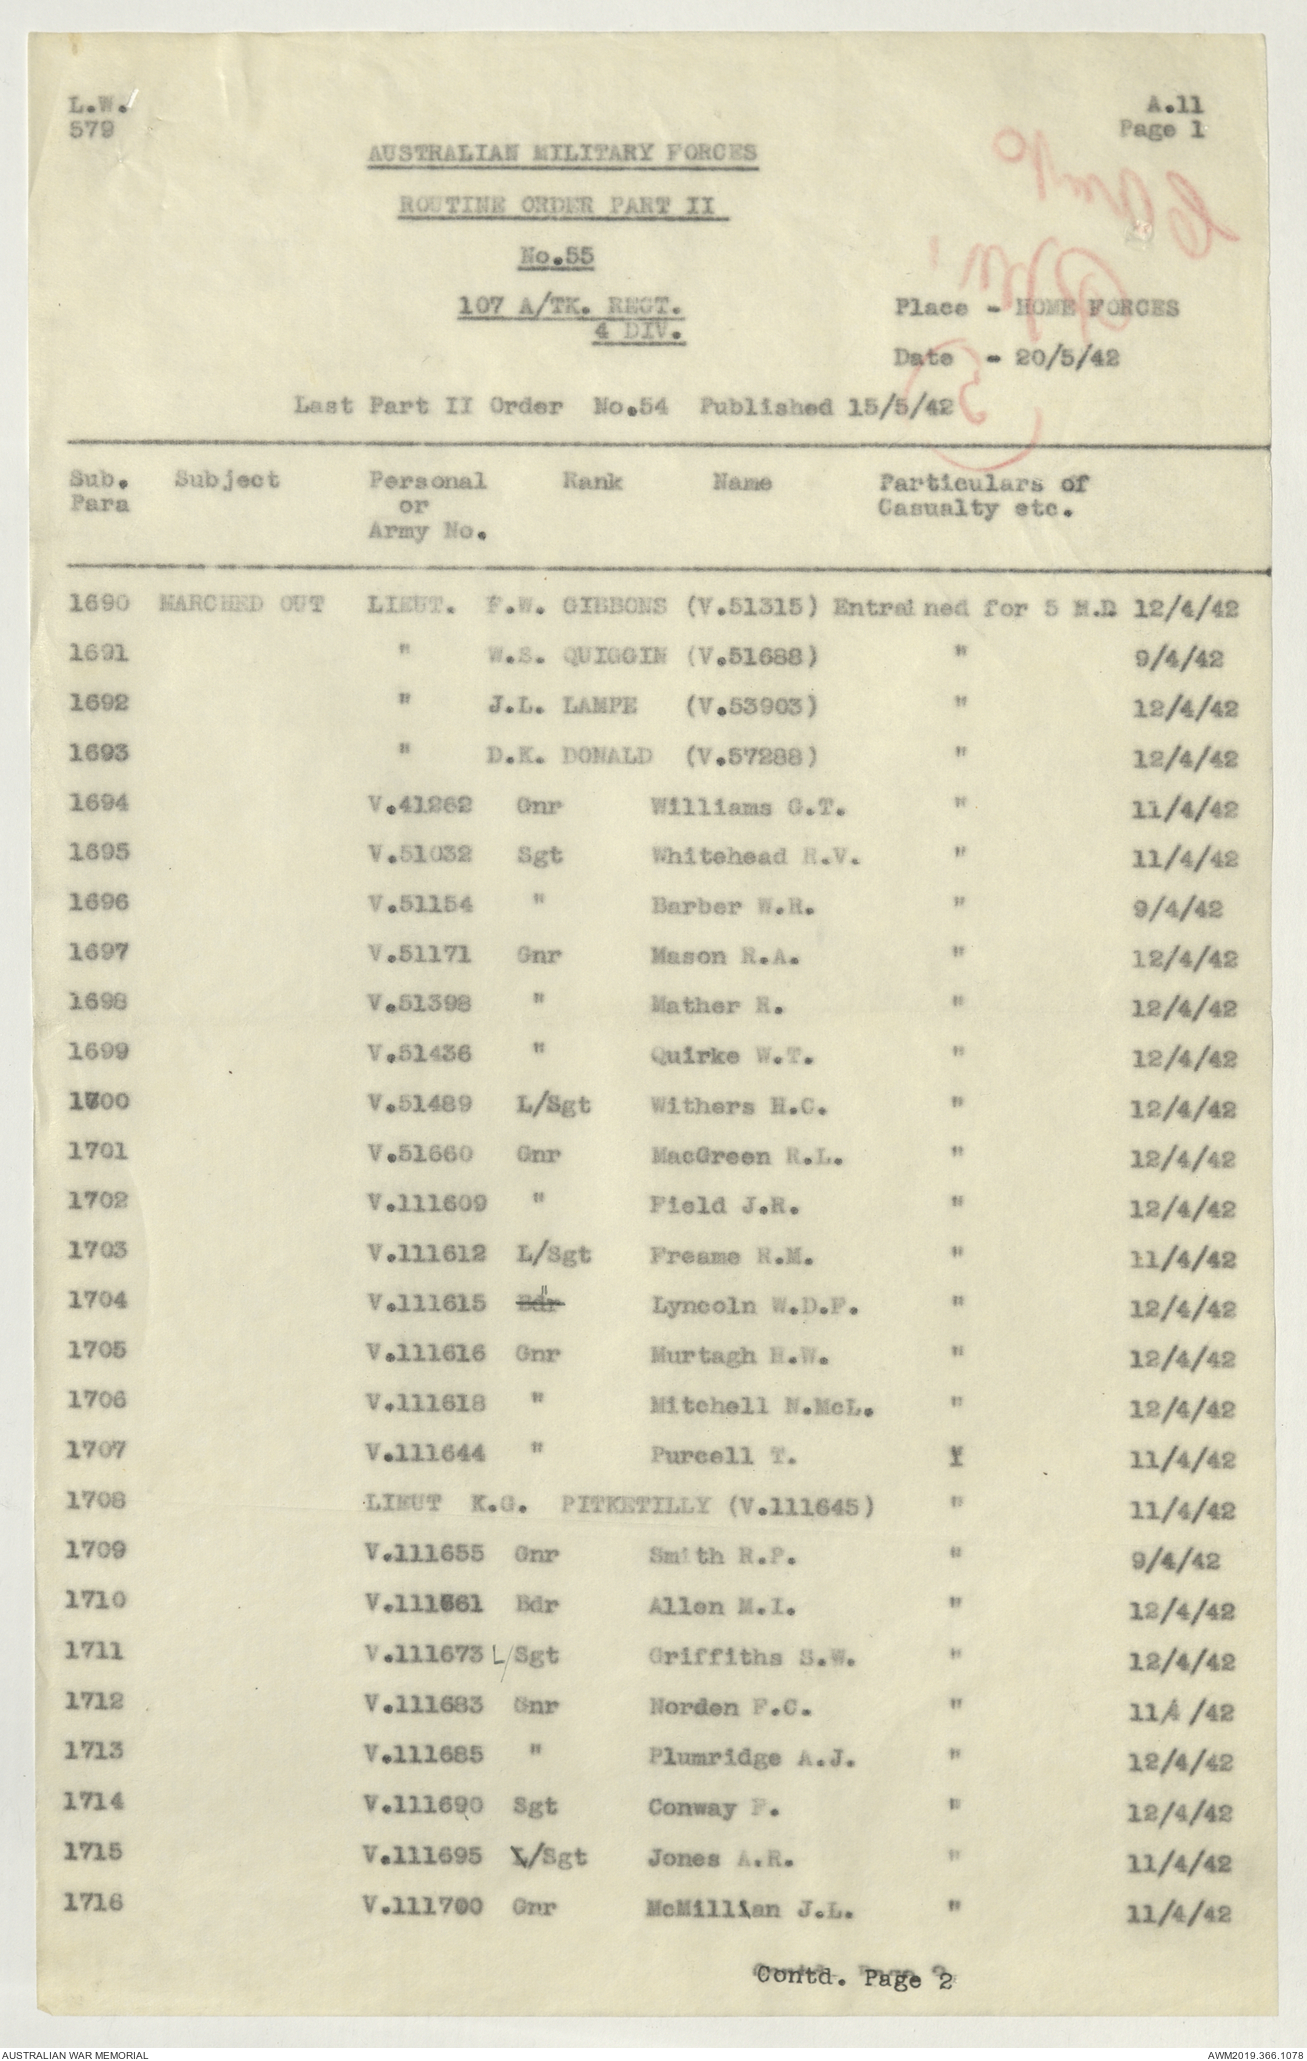 L.W.
579
A.11
Page 1
AUSTRALIAN MILITARY FORCES
ROUTINE ORDER PART II
No.55
107 A/TK. REGT.
4 DIV.
Place - HOME FORCES
Date - 20/5/42
Last Part II Order No.54 Published 15/5/42
Sub. Subject Personal Rank Name Particulars of
Para or Casualty etc.
Army No.
1690 MARCHED OUT LIEUT. F.W. GIBBONS (V.51315) Entrained for 5 M.D 12/4/42
1691 " W.S. QUIGGIN (V.51688) " 9/4/42
1692 " J.L. LAMPE (V.53903) " 12/4/42
1693 " D.K. DONALD (V.57288) " 12/4/42
1694 V.41262 Gnr Williams G.T. " 11/4/42
1695 V.51032 Sgt Whitehead R.V. " 11/4/42
1696 V.51154 " Barber W.R. " 9/4/42
1697 V.51171 Gnr Mason R.A. " 12/4/42
1698 V.51398 " Mather R. " 12/4/42
1699 V.51436 " Quirke W.T. " 12/4/42
1700 V.51489 L/Sgt Withers H.C. " 12/4/42
1701 V.51660 Gnr MacGreen R.L. " 12/4/42
1702 V.111609 " Field J.R. " 12/4/42
1703 V.111612 L/Sgt Freame R.M. " 11/4/42
1704 V.111615 Bdr " Lyncoln W.D.F. " 12/4/42
1705 V.111616 Gnr Murtagh H.W. " 12/4/42
1706 V.111618 " Mitchell N.McL. " 12/4/42
1707 V.111644 " Purcell T. " 11/4/42
1708 LIEUT K.G. PITKETILLY (V.111645) " 11/4/42
1709 V.111655 Gnr Smith R.P. " 9/4/42
1710 V.111661 Bdr Allen M.I. " 12/4/42
1711 V.111673 L/Sgt Griffiths S.W. " 12/4/42
1712 V.111683 Gnr Norden F.C. " 11/4 /42
1713 V.111685 " Plumridge A.J. " 12/4/42
1714 V.111690 Sgt Conway F. " 12/4/42
1715 V.111695 L/Sgt Jones A.R. " 11/4/42
1716 V.111700 Gnr McMillian J.L. " 11/4/42
Contd. Page 2
AUSTRALIAN WAR MEMORIAL
AWM2019.366.1078